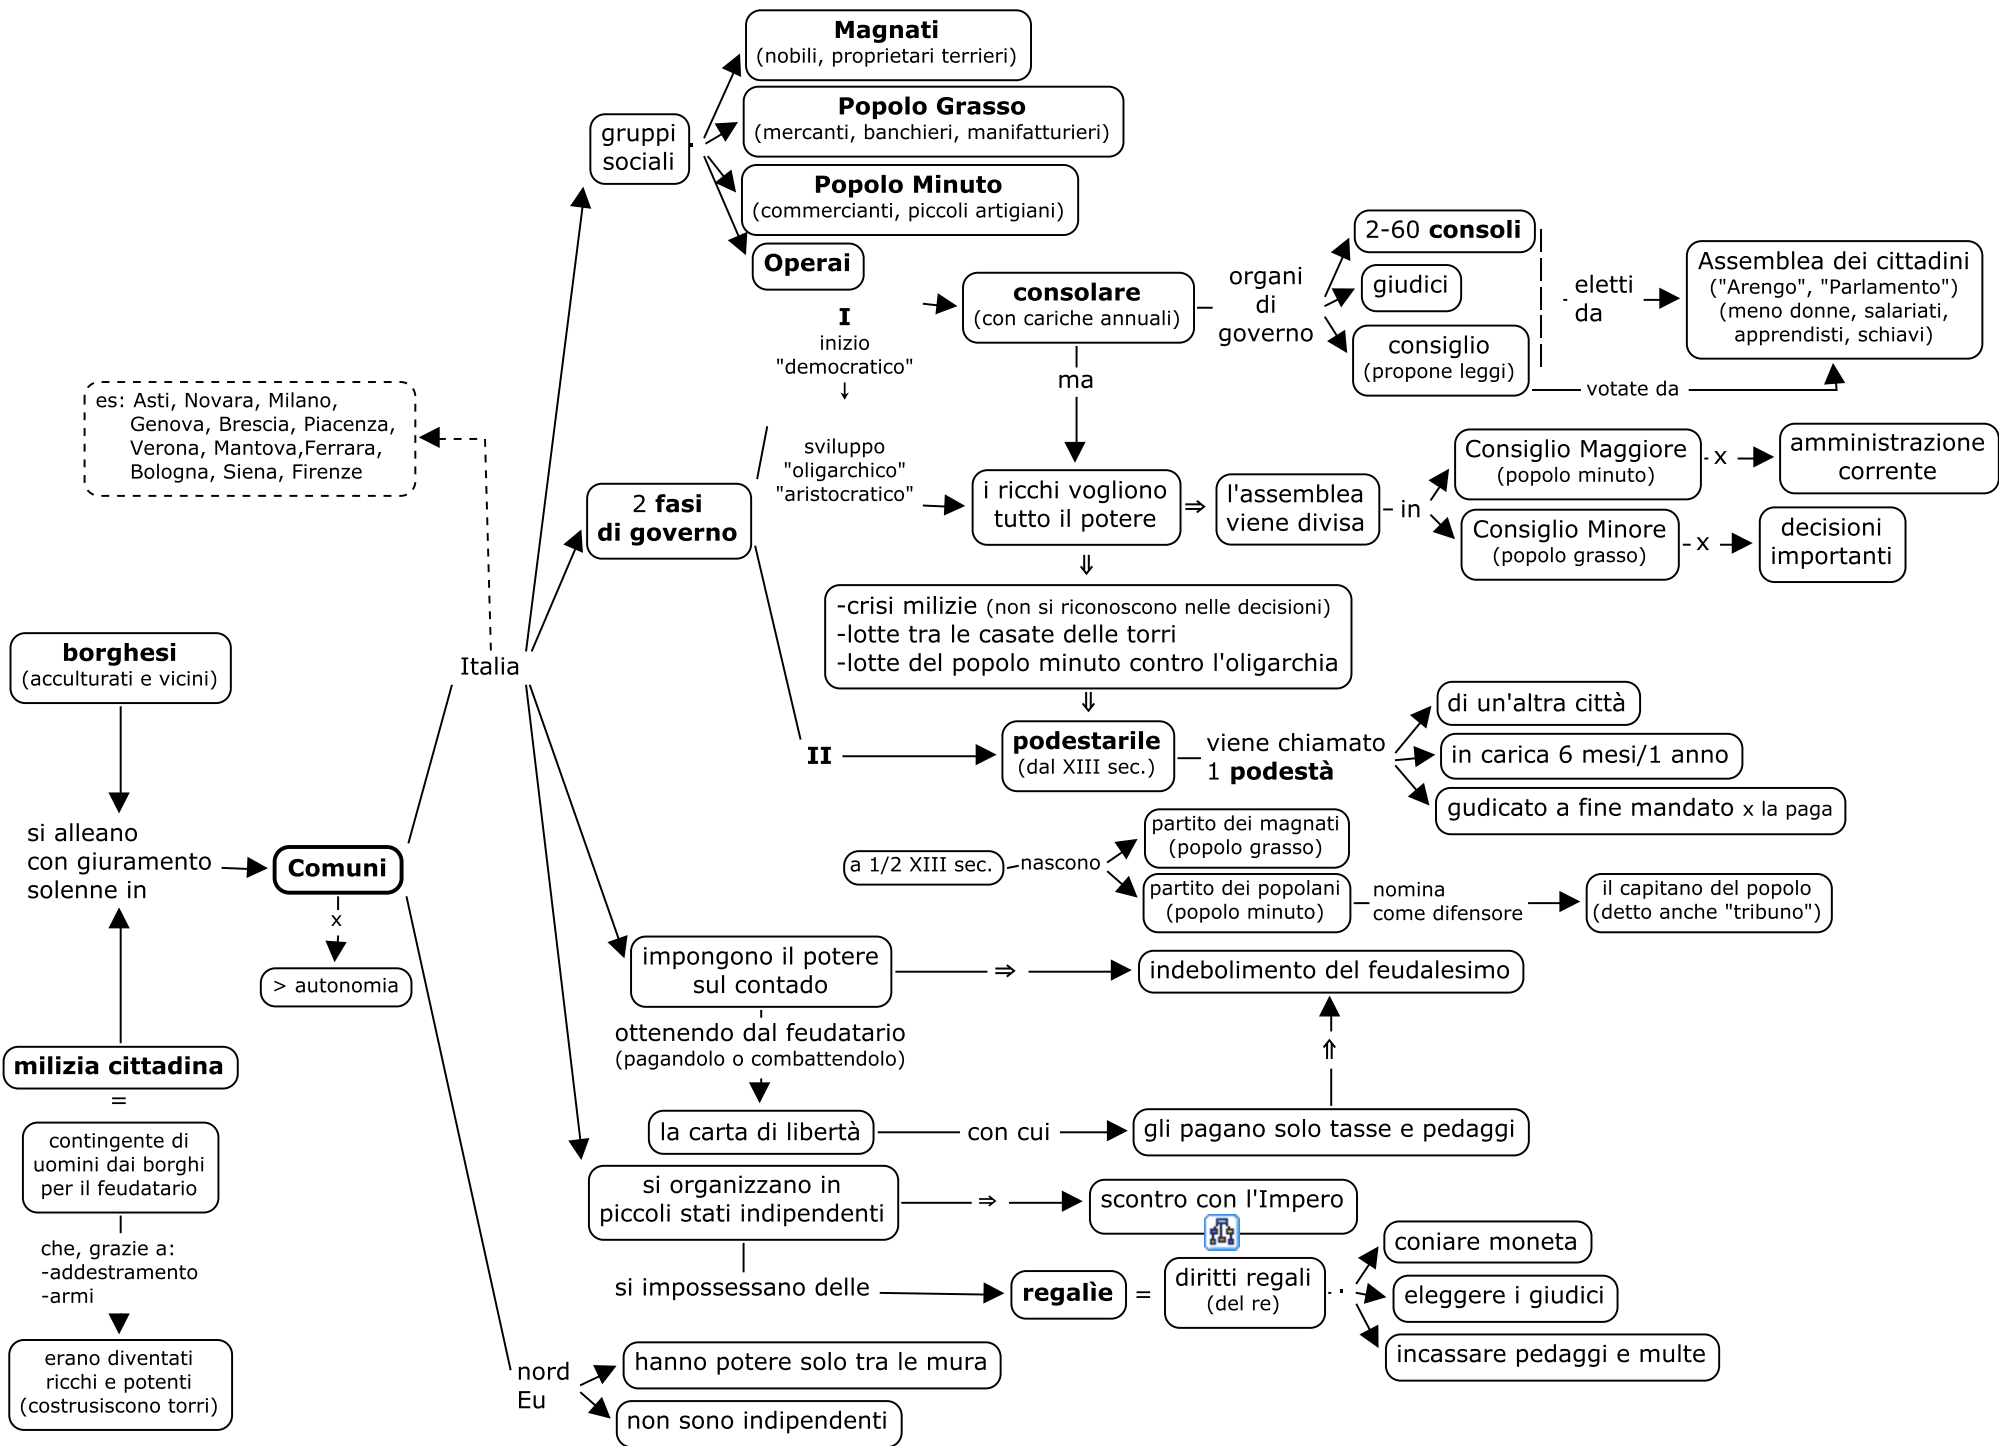 Magnati
(nobili, proprietari terrieri)
Popolo Grasso
(mercanti, banchieri, manifatturieri)
gruppi
sociali
Popolo Minuto
(commercianti, piccoli artigiani)
Operai
I
inizio
"democratico"
↓
sviluppo
"oligarchico"
"aristocratico"
consolare
(con cariche annuali)
organi
di
governo
2-60 consoli
giudici
consiglio
(propone leggi)
eletti
da
Assemblea dei cittadini
("Arengo", "Parlamento")
(meno donne, salariati,
apprendisti, schiavi)
votate da
ma
es: Asti, Novara, Milano,
Genova, Brescia, Piacenza,
Verona, Mantova,Ferrara,
Bologna, Siena, Firenze
2 fasi
di governo
i ricchi vogliono
tutto il potere
⇒
l'assemblea
viene divisa
in
Consiglio Maggiore
(popolo minuto)
x
amministrazione
corrente
Consiglio Minore
(popolo grasso)
x
decisioni
importanti
⇓
-crisi milizie (non si riconoscono nelle decisioni)
-lotte tra le casate delle torri
-lotte del popolo minuto contro l'oligarchia
⇓
Italia
borghesi
(acculturati e vicini)
II
podestarile
(dal XIII sec.)
viene chiamato
1 podestà
di un'altra città
in carica 6 mesi/1 anno
gudicato a fine mandato x la paga
si alleano
con giuramento
solenne in
Comuni
x
> autonomia
a 1/2 XIII sec.
nascono
partito dei magnati
(popolo grasso)
partito dei popolani
(popolo minuto)
nomina
come difensore
il capitano del popolo
(detto anche "tribuno")
impongono il potere
sul contado
⇒
indebolimento del feudalesimo
ottenendo dal feudatario
(pagandolo o combattendolo)
⇑
la carta di libertà
con cui
gli pagano solo tasse e pedaggi
milizia cittadina
=
contingente di
uomini dai borghi
per il feudatario
che, grazie a:
-addestramento
-armi
erano diventati
ricchi e potenti
(costrusiscono torri)
si organizzano in
piccoli stati indipendenti
⇒
scontro con l'Impero
si impossessano delle
regalìe
=
diritti regali
(del re)
coniare moneta
eleggere i giudici
incassare pedaggi e multe
nord
Eu
hanno potere solo tra le mura
non sono indipendenti